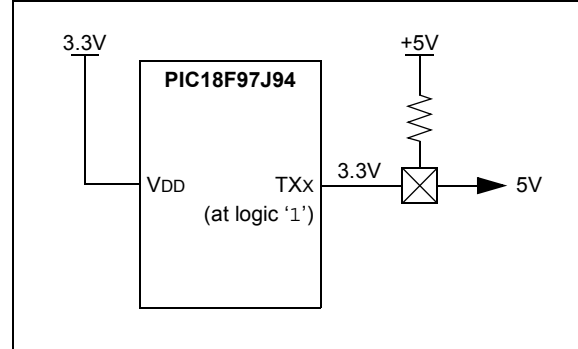 3.3V
+5V
PIC18F97J94
VDD
TXX
3.3V
5V
(at logic ‘1’)